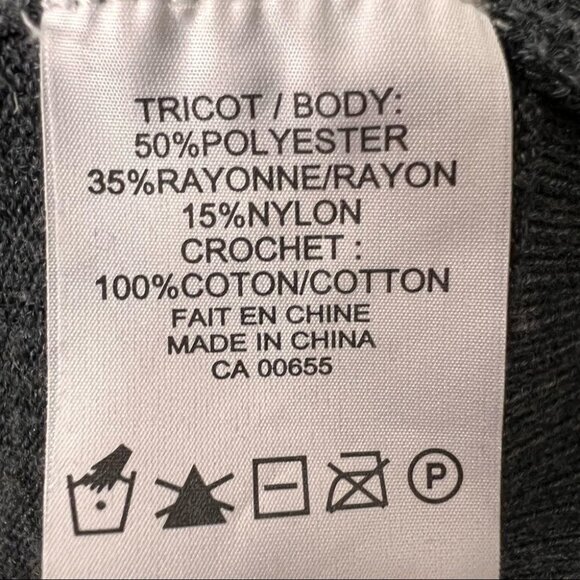 TRICOT / BODY:
50%POLYESTER
35%RAYONNE/RAYON
15%NYLON
CROCHET :
100%COTON/COTTON
FAIT EN CHINE
MADE IN CHINA
CA 00655
P